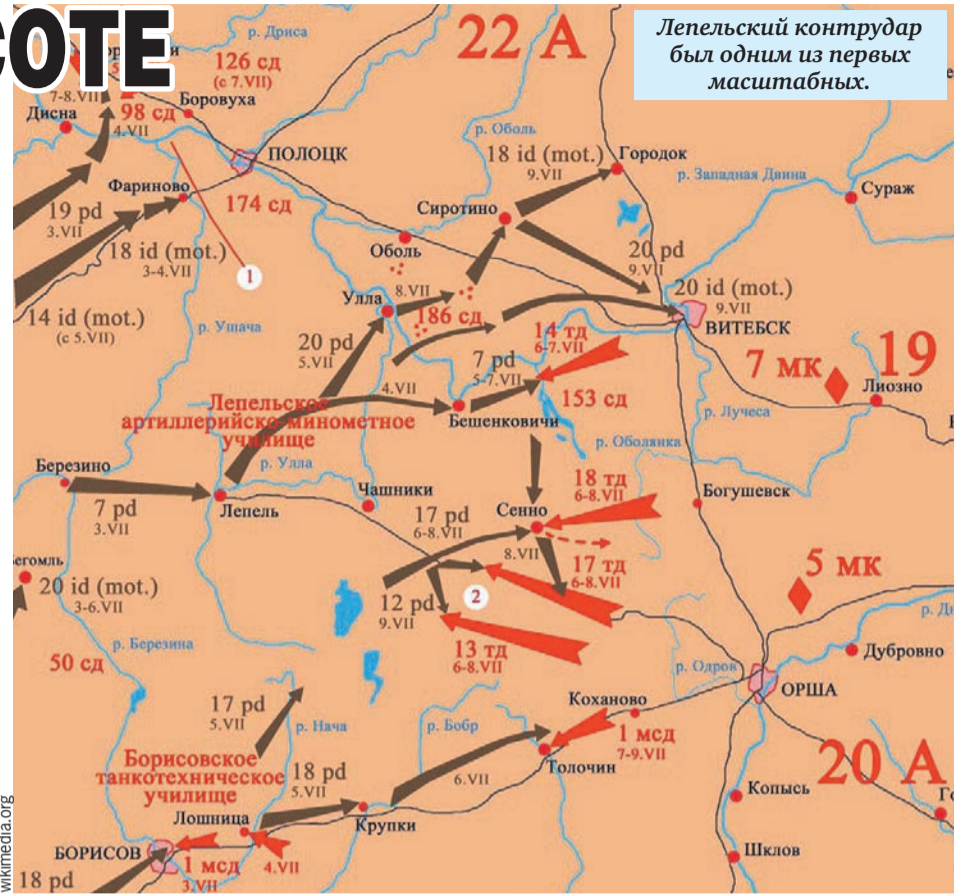 СОТЕ
Лепельский контрудар
был одним из первых
масштабных.
р. Дрисса
22 А
126 сд
(с 7.VII)
7-8.VII
Боровуха
Дисна
98 сд
4.VII
р. Оболь
ПОЛОЦК
18 id (mot.)
9.VII
Городок
р. Западная Двина
Сураж
Фариново
174 сд
Сиротино
19 pd
3.VII
18 id (mot.)
3-4.VII
Оболь
20 pd
9.VII
1
8.VII
20 id (mot.)
9.VII
Улла
186 сд
14 id (mot.)
(с 5.VII)
р. Ушача
14 тд
6-7.VII
ВИТЕБСК
20 pd
5.VII
7 pd
5-7.VII
7 мк
19
4.VII
153 сд
Лиозно
Лепельское
артиллерийско-минометное
училище
Бешенковичи
р. Лучеса
р. Оболянка
Березино
р. Улла
18 тд
6-8.VII
Чашники
Богушевск
7 pd
3.VII
Лепель
17 pd
6-8.VII
Сенно
8.VII
17 тд
6-8.VII
5 мк
егомль
20 id (mot.)
3-6.VII
12 pd
9.VII
2
р. Березина
13 тд
6-8.VII
Дубровно
50 сд
р. Одров
ОРША
17 pd
5.VII
р. Нача
р. Бобр
Коханово
1 мсд
7-9.VII
Борисовское
танкотехническое
училище
18 pd
5.VII
6.VII
Толочин
20 А
Копысь
Лошница
Крупки
БОРИСОВ
1 мсд
3.VII
4.VII
Шклов
18 pd
wikimedia.org